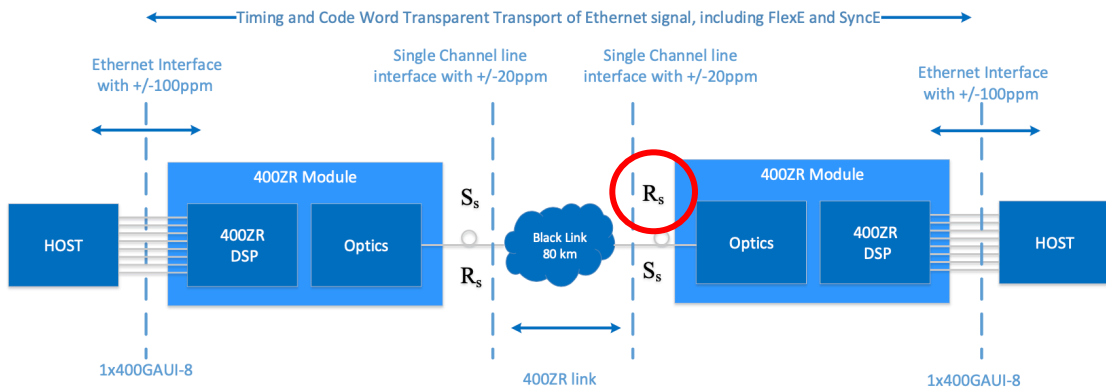 Timing and Code Word Transparent Transport of Ethernet signal, including FlexE and SyncE
Ethernet Interface
with +/-100ppm
Single Channel line
interface with +/-20ppm
Single Channel line
interface with +/-20ppm
Ethernet Interface
with +/-100ppm
400ZR Module
400ZR Module
HOST
400ZR
DSP
Optics
Ss
Rs
Black Link
80 km
Rs
Ss
Optics
400ZR
DSP
HOST
1x400GAUI-8
400ZR link
1x400GAUI-8